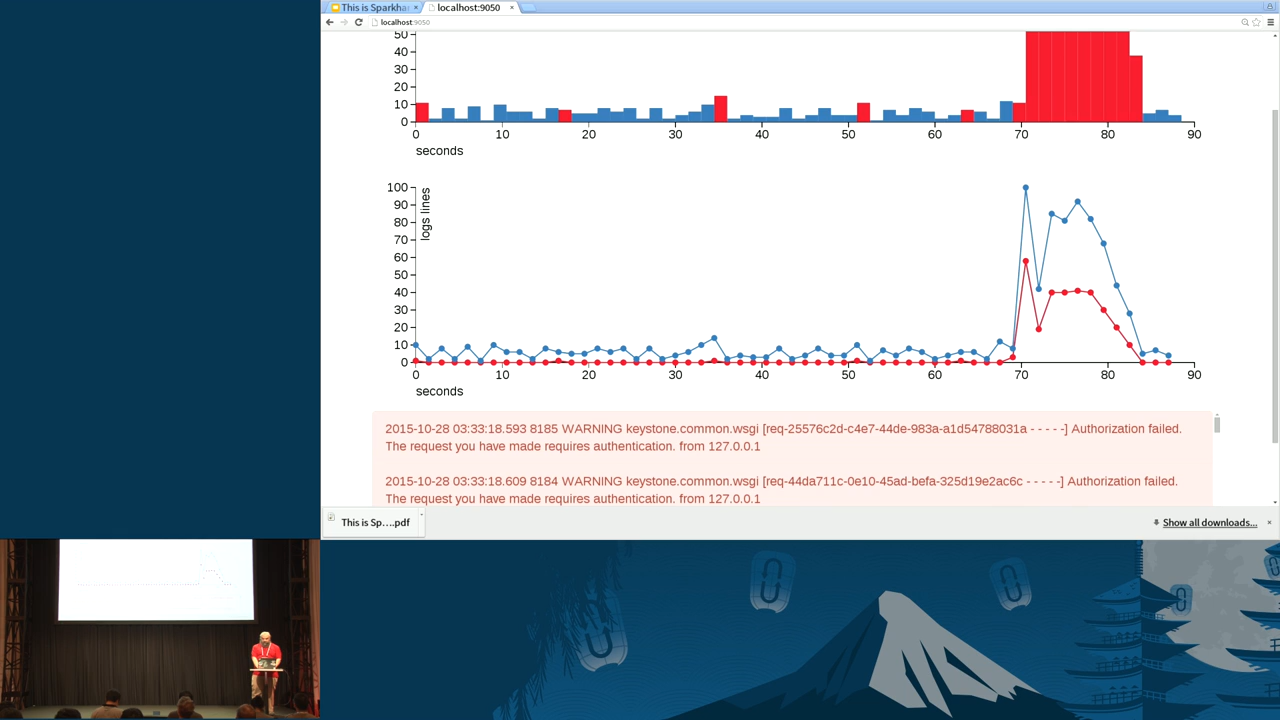 This is Sparkha
localhost:9050
localhost:9050
50
40
30
20
10
0
0 10 20 30 40 50 60 70 80 90
seconds
100
90
80
70
60
50
40
30
20
10
0
logs lines
0 10 20 30 40 50 60 70 80 90
seconds
2015-10-28 03:33:18.593 8185 WARNING keystone.common.wsgi [req-25576c2d-c4e7-44de-983a-a1d54788031a - - - - -] Authorization failed.
The request you have made requires authentication. from 127.0.0.1
2015-10-28 03:33:18.609 8184 WARNING keystone.common.wsgi [req-44da711c-0e10-45ad-befa-325d19e2ac6c - - - - -] Authorization failed.
The request you have made requires authentication. from 127.0.0.1
This is Sp....pdf
Show all downloads...